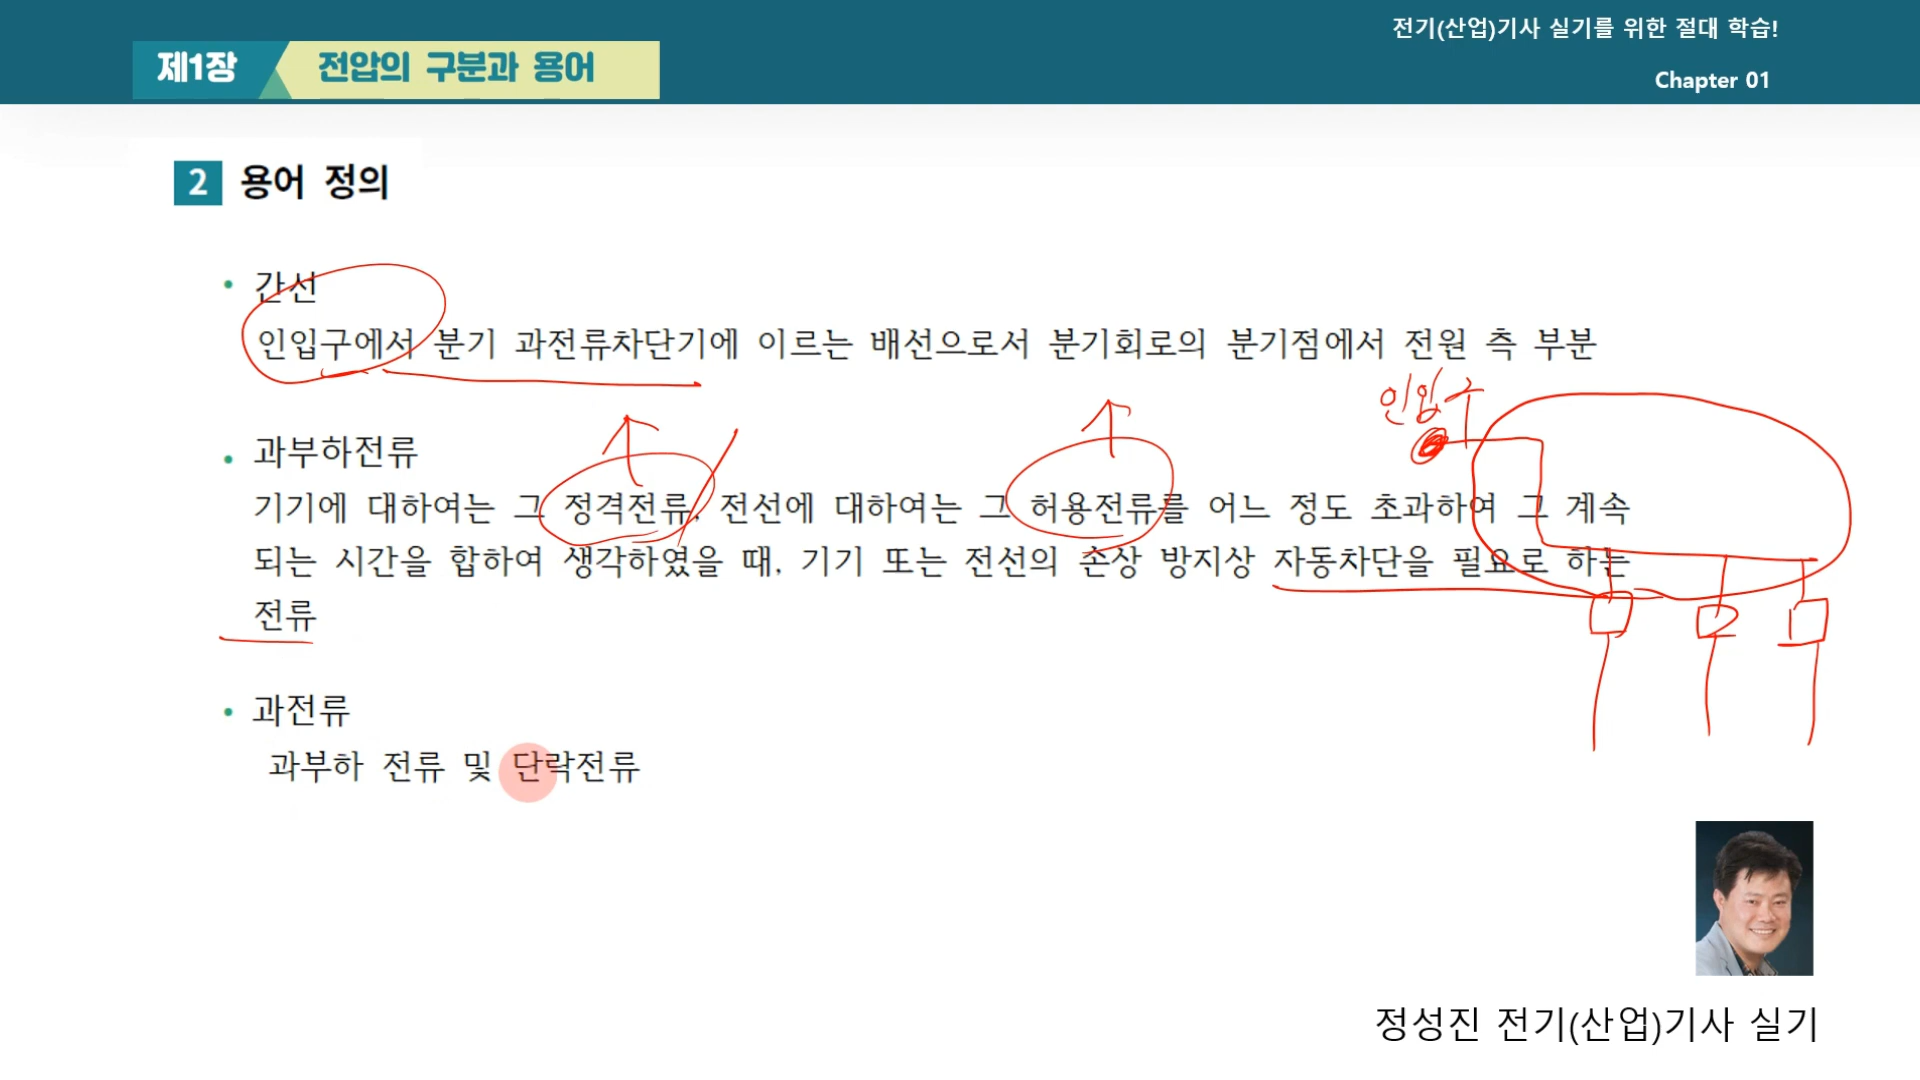 전기(산업)기사 실기를 위한 절대 학습!
제1장 전압의 구분과 용어
Chapter 01
2 용어 정의
• 간선
인입구에서 분기 과전류차단기에 이르는 배선으로서 분기회로의 분기점에서 전원 측 부분
인입구
• 과부하전류
기기에 대하여는 그 정격전류, 전선에 대하여는 그 허용전류를 어느 정도 초과하여 그 계속
되는 시간을 합하여 생각하였을 때, 기기 또는 전선의 손상 방지상 자동차단을 필요로 하는
전류
• 과전류
과부하 전류 및 단락전류
정성진 전기(산업)기사 실기